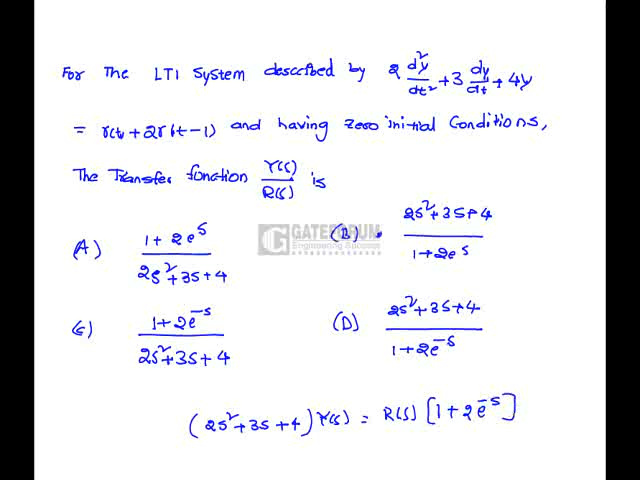 For The LTI System described by 2 d²y/dt² + 3 dy/dt + 4y
= r(t) + 2r(t-1) and having zero initial Conditions,
The Transfer function Y(s)/R(s) is
(A) 1 + 2e^s / 2s² + 3s + 4
(B) 2s² + 3s + 4 / 1 + 2e^s
(C) 1 + 2e^-s / 2s² + 3s + 4
(D) 2s² + 3s + 4 / 1 + 2e^-s
(2s² + 3s + 4) Y(s) = R(s) [1 + 2e^-s]
GATEFORUM
Engineering Success